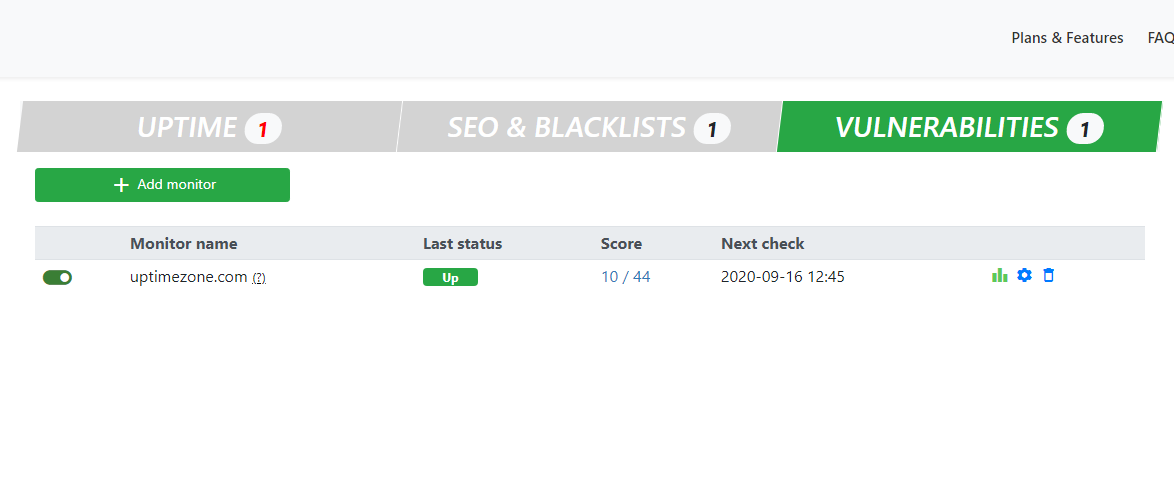 Plans & Features FAQ
UPTIME 1 SEO & BLACKLISTS 1 VULNERABILITIES 1
+ Add monitor
Monitor name Last status Score Next check
uptimezone.com (?) Up 10 / 44 2020-09-16 12:45